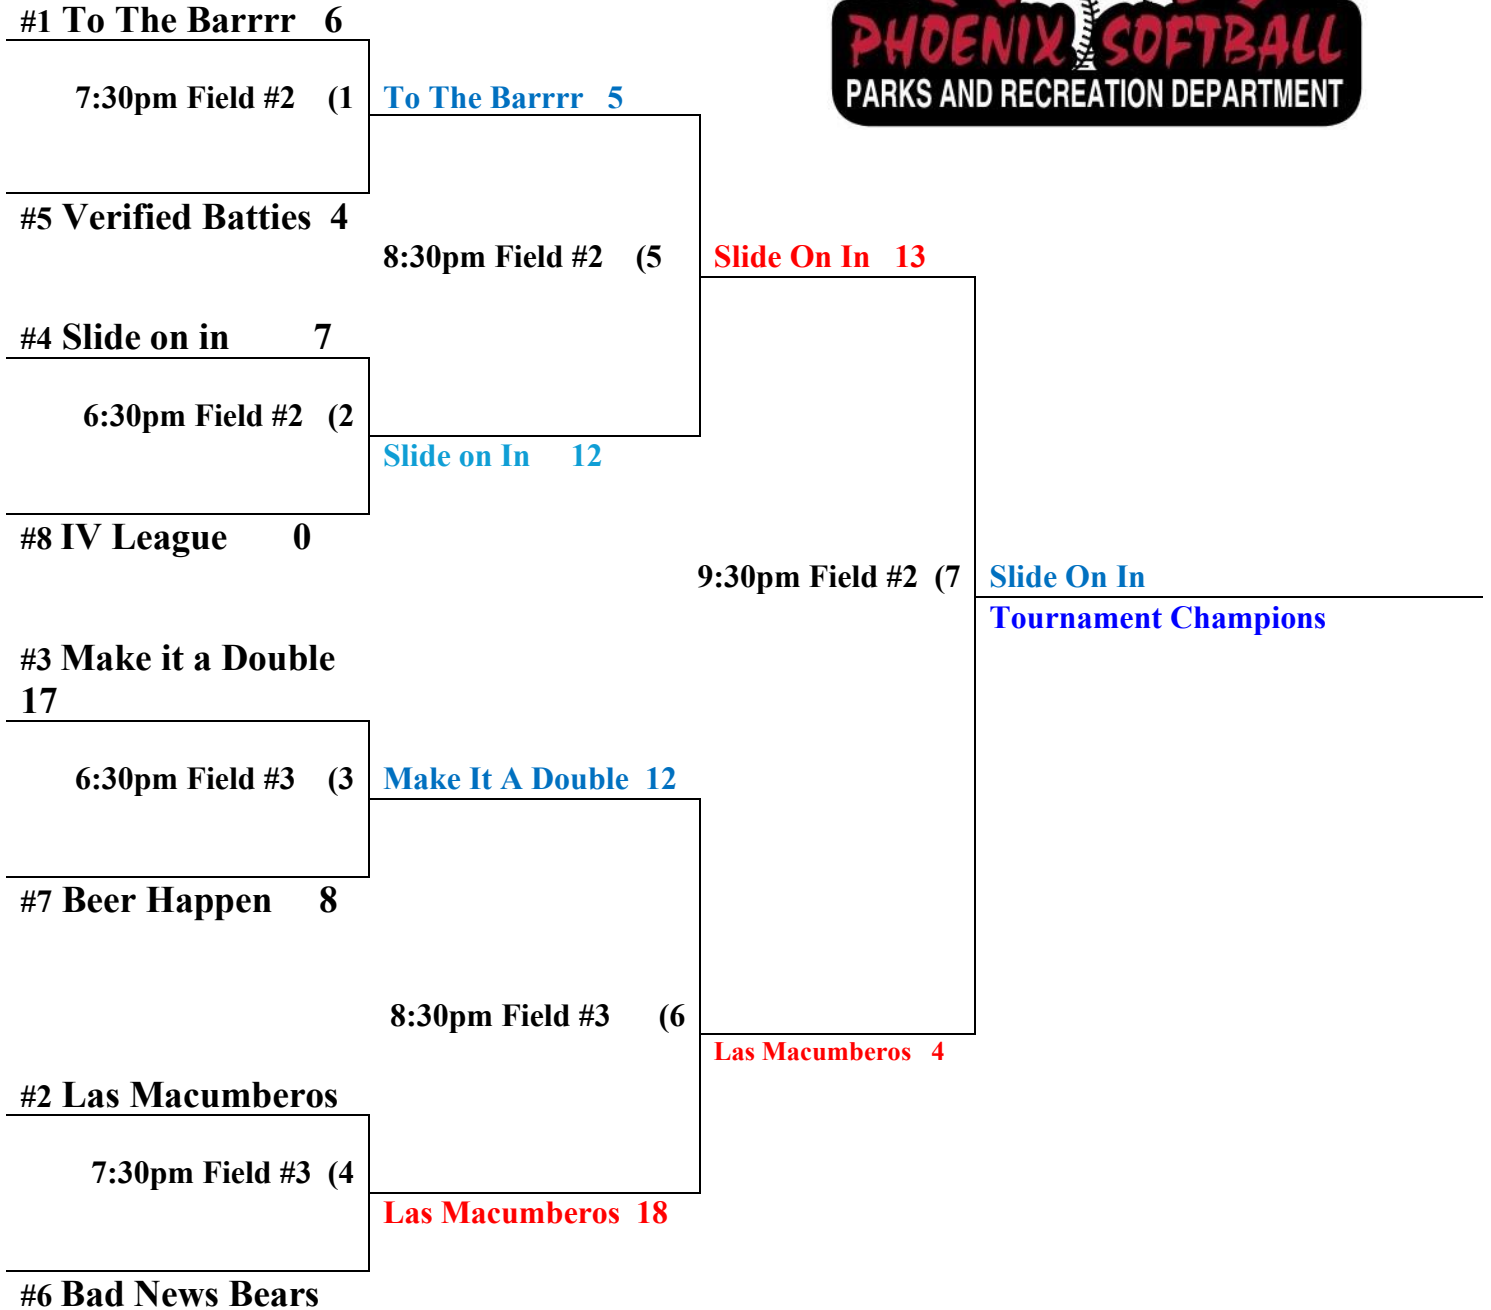 #1 To The Barrrr 6
PHOENIX SOFTBALL
PARKS AND RECREATION DEPARTMENT
7:30pm Field #2 (1
To The Barrrr 5
#5 Verified Batties 4
8:30pm Field #2 (5
Slide On In 13
#4 Slide on in 7
6:30pm Field #2 (2
Slide on In 12
#8 IV League 0
9:30pm Field #2 (7
Slide On In
Tournament Champions
#3 Make it a Double
17
6:30pm Field #3 (3
Make It A Double 12
#7 Beer Happen 8
8:30pm Field #3 (6
Las Macumberos 4
#2 Las Macumberos
7:30pm Field #3 (4
Las Macumberos 18
#6 Bad News Bears